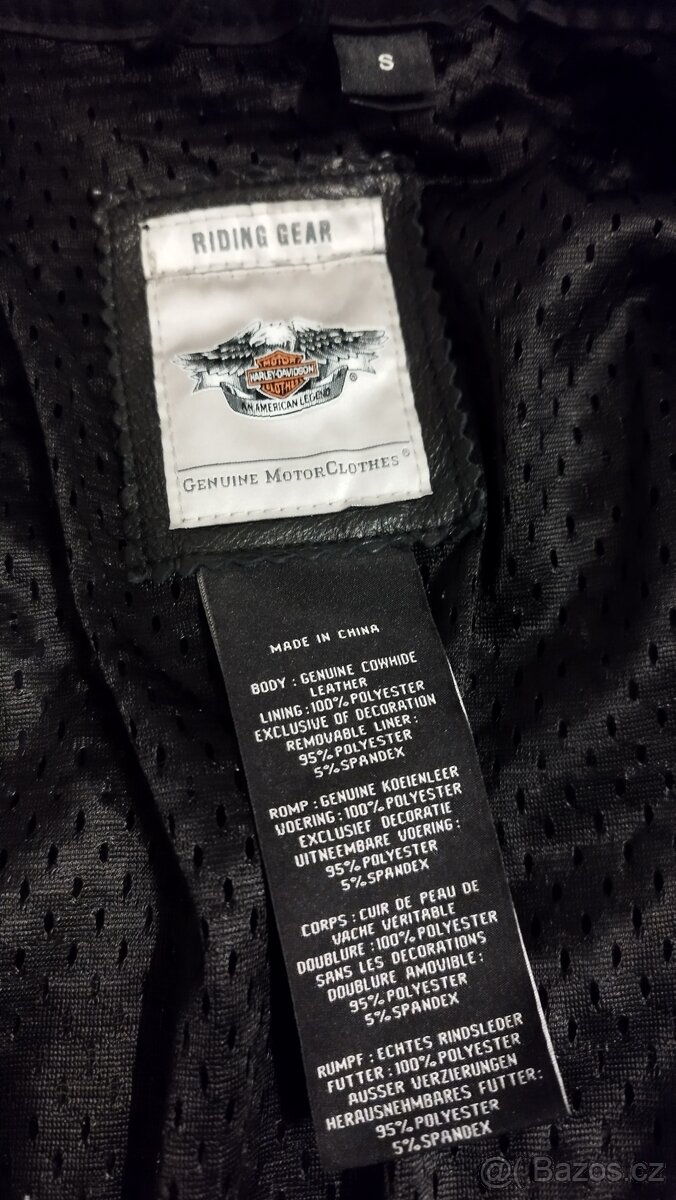 S
RIDING GEAR
MOTOR
HARLEY-DAVIDSON
CLOTHES
®
AN AMERICAN LEGEND
GENUINE MOTORCLOTHES®
MADE IN CHINA
BODY : GENUINE COWHIDE
LEATHER
LINING:100% POLYESTER
EXCLUSIVE OF DECORATION
REMOVABLE LINER:
95% POLYESTER
5% SPANDEX
ROMP : GENUINE KOEIENLEER
VOERING:100% POLYESTER
EXCLUSIEF DECORATIE
UITNEEMBARE VOERING:
95% POLYESTER
5% SPANDEX
CORPS : CUIR DE PEAU DE
VACHE VÉRITABLE
DOUBLURE :100% POLYESTER
SANS LES DECORATIONS
DOUBLURE AMOVIBLE:
95% POLYESTER
5% SPANDEX
RUMPF : ECHTES RINDSLEDER
FUTTER:100% POLYESTER
AUSSER VERZIERUNGEN
HERAUSNEHMBARES FUTTER:
95% POLYESTER
5% SPANDEX
@( Bazos.cz